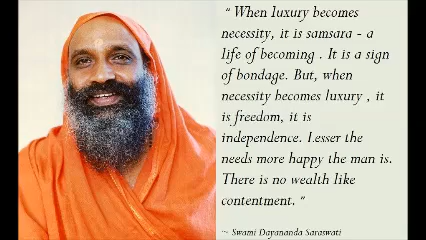 " When luxury becomes
necessity, it is samsara - a
life of becoming . It is a sign
of bondage. But, when
necessity becomes luxury , it
is freedom, it is
independence. Lesser the
needs more happy the man is.
There is no wealth like
contentment. "
~ Swami Dayananda Saraswati